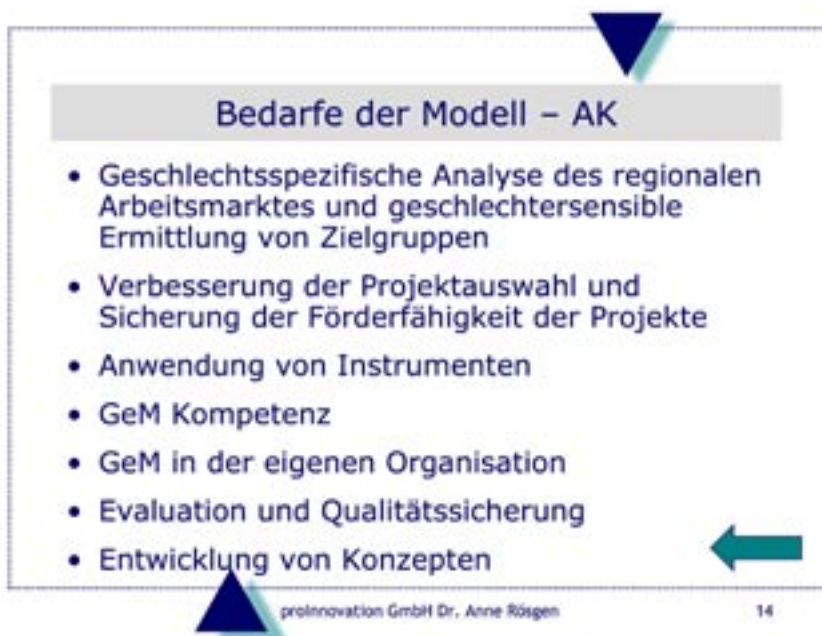 Bedarfe der Modell – AK
• Geschlechtsspezifische Analyse des regionalen
Arbeitsmarktes und geschlechtersensible
Ermittlung von Zielgruppen
• Verbesserung der Projektauswahl und
Sicherung der Förderfähigkeit der Projekte
• Anwendung von Instrumenten
• GeM Kompetenz
• GeM in der eigenen Organisation
• Evaluation und Qualitätssicherung
• Entwicklung von Konzepten
proInnovation GmbH Dr. Anne Rösgen
14